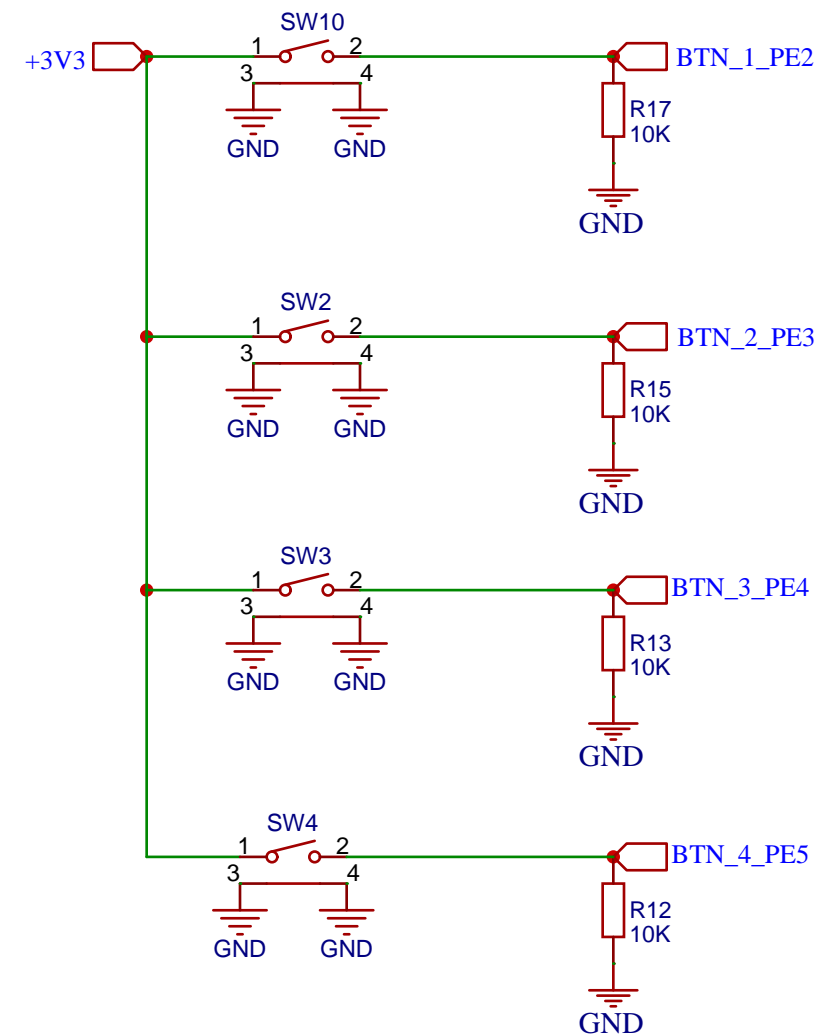 SW10
+3V3
1 2
BTN_1_PE2
3 4
R17
10K
GND GND
GND
SW2
1 2
BTN_2_PE3
3 4
R15
10K
GND GND
GND
SW3
1 2
BTN_3_PE4
3 4
R13
10K
GND GND
GND
SW4
1 2
BTN_4_PE5
3 4
R12
10K
GND GND
GND